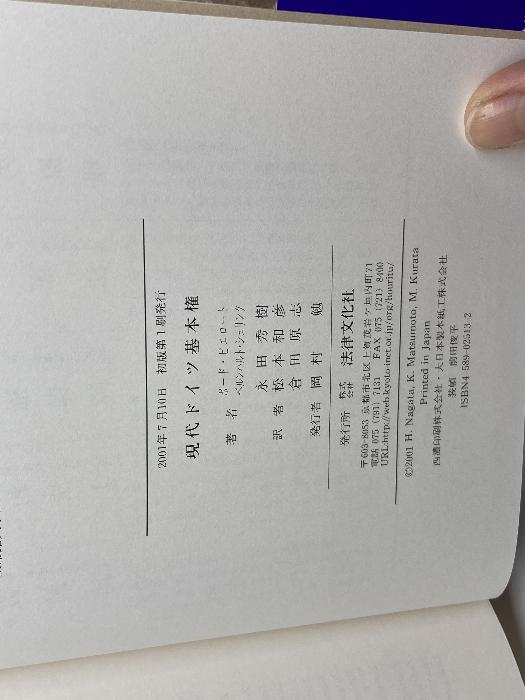 2001年7月10日　初版第1刷発行
現代ドイツ基本権
著　者　ボード・ピエロート
ベルンハルト・シュリンク
永　田　秀　樹
訳　者　松　本　和　彦
倉　田　原　志
発行者　岡　村　　勉
発行所　株式会社　法律文化社
〒603-8053 京都市北区上賀茂岩ヶ垣内町71
電話 075 (791) 7131　FAX 075 (721) 8400
URL:http://web.kyoto-inet.or.jp/org/houritu/
©2001 H. Nagata, K. Matsumoto, M. Kurata
Printed in Japan
西濃印刷株式会社・大日本製本紙工株式会社
装幀　前田俊平
ISBN4-589-02513-2